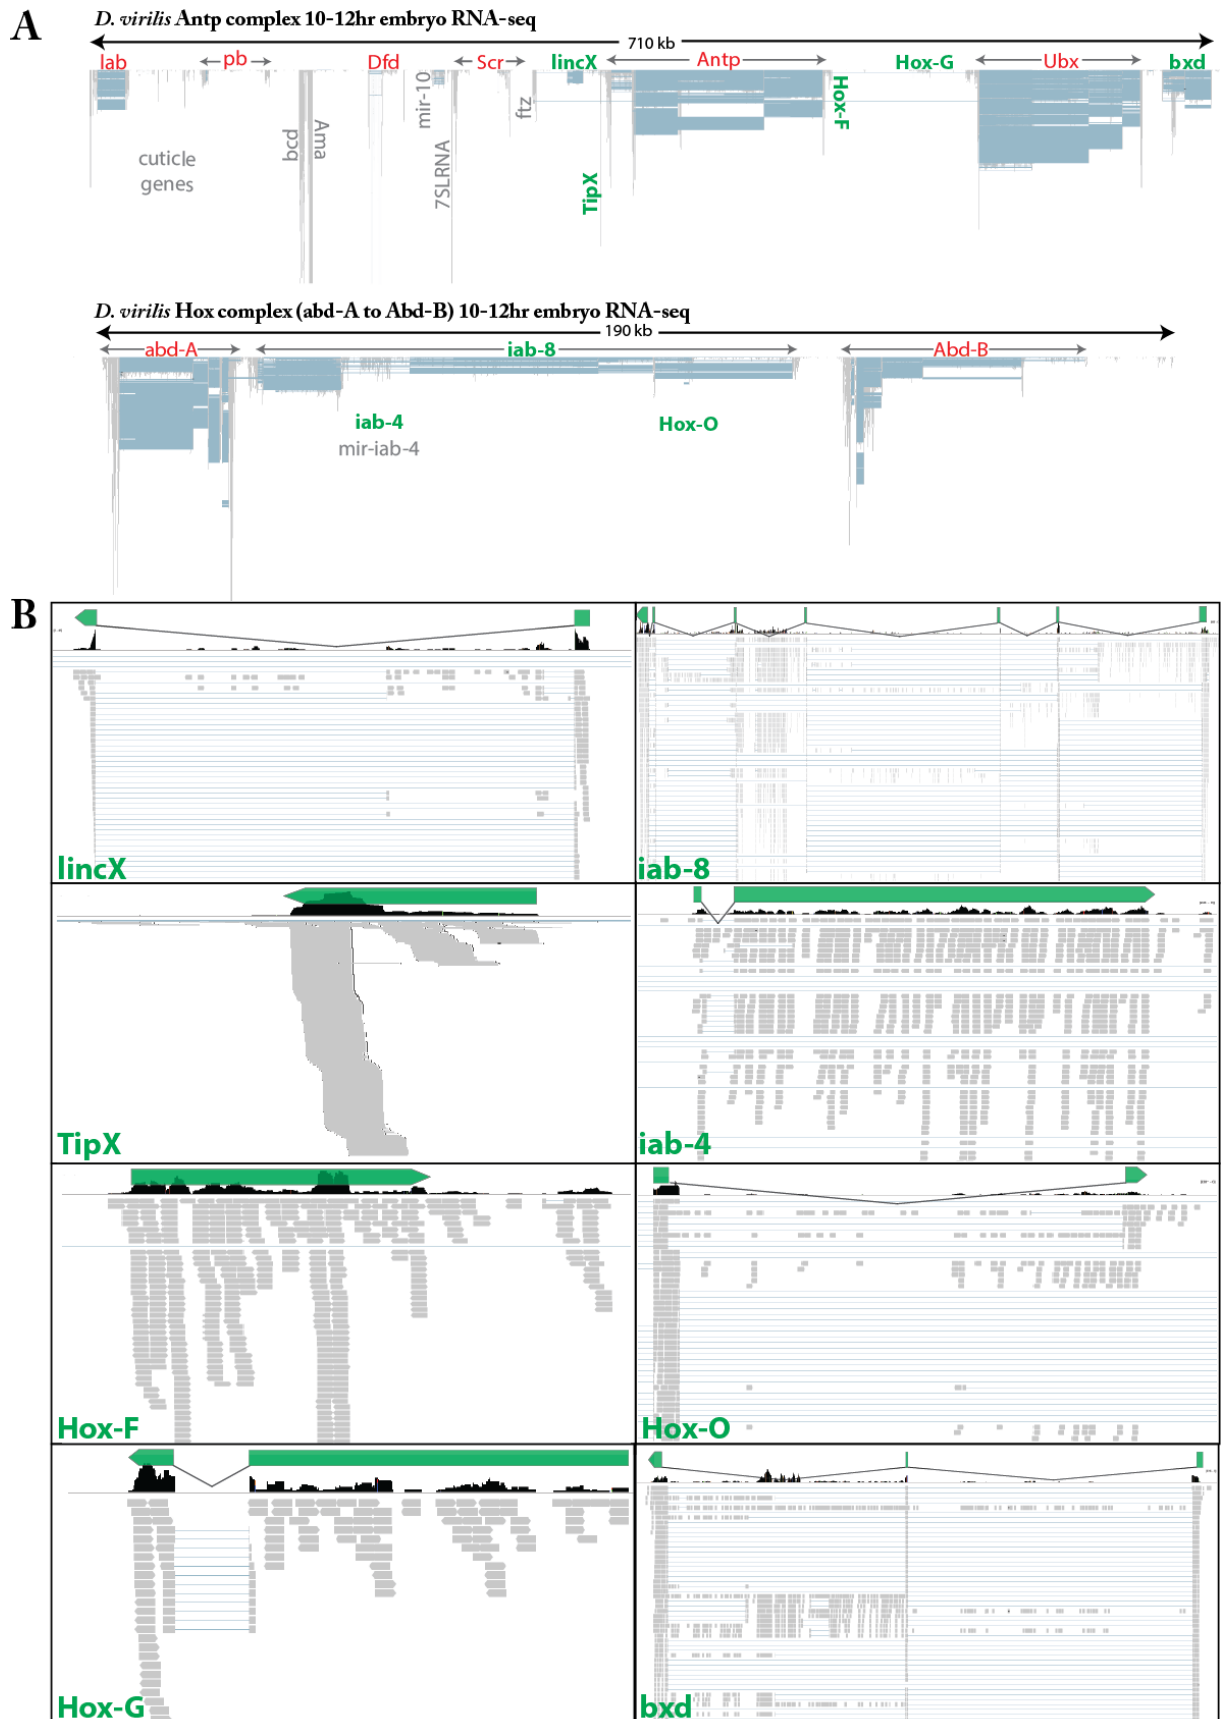 A
D. virilis Antp complex 10-12hr embryo RNA-seq
710 kb
lab pb Dfd Scr lincX Antp Hox-G Ubx bxd
mir-10
ftz
Hox-F
bcd
Ama
cuticle
genes
7SLRNA
TipX
D. virilis Hox complex (abd-A to Abd-B) 10-12hr embryo RNA-seq
190 kb
abd-A iab-8 Abd-B
iab-4
mir-iab-4
Hox-O
B
lincX
iab-8
TipX
iab-4
Hox-F
Hox-O
Hox-G
bxd